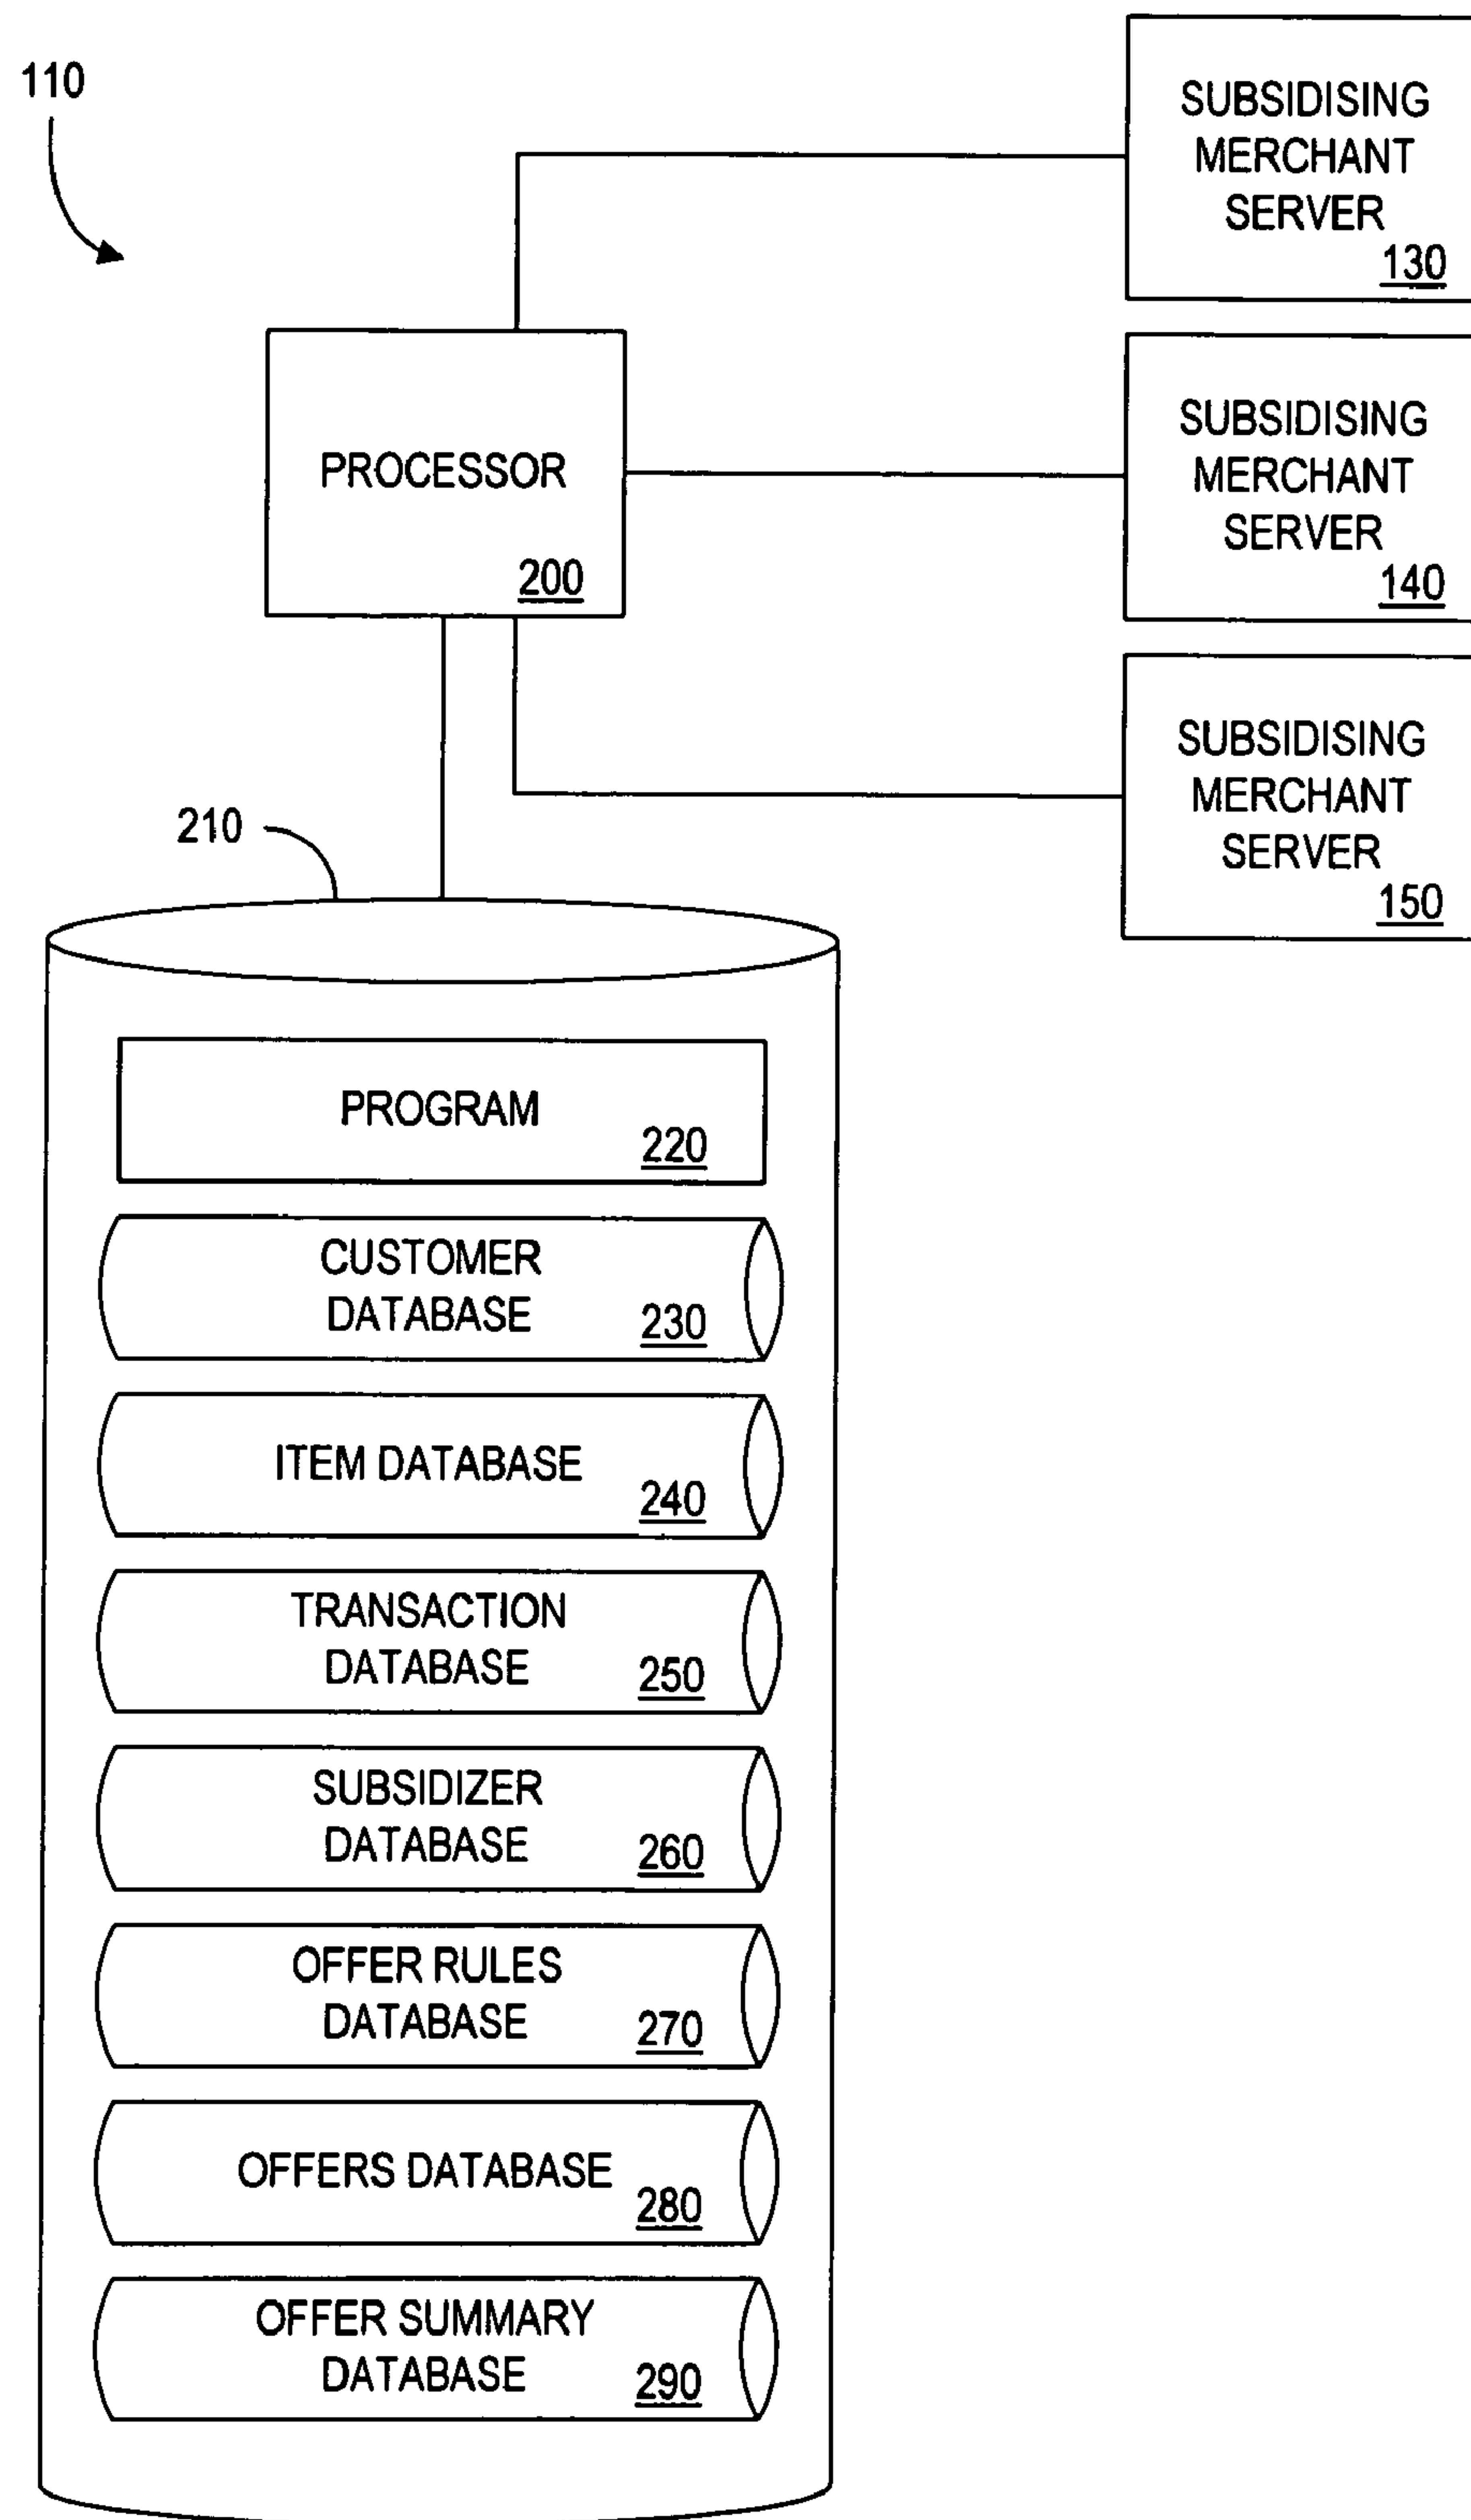 110
SUBSIDISING
MERCHANT
SERVER
130
PROCESSOR
200
SUBSIDISING
MERCHANT
SERVER
140
SUBSIDISING
MERCHANT
SERVER
150
210
PROGRAM
220
CUSTOMER
DATABASE
230
ITEM DATABASE
240
TRANSACTION
DATABASE
250
SUBSIDIZER
DATABASE
260
OFFER RULES
DATABASE
270
OFFERS DATABASE
280
OFFER SUMMARY
DATABASE
290